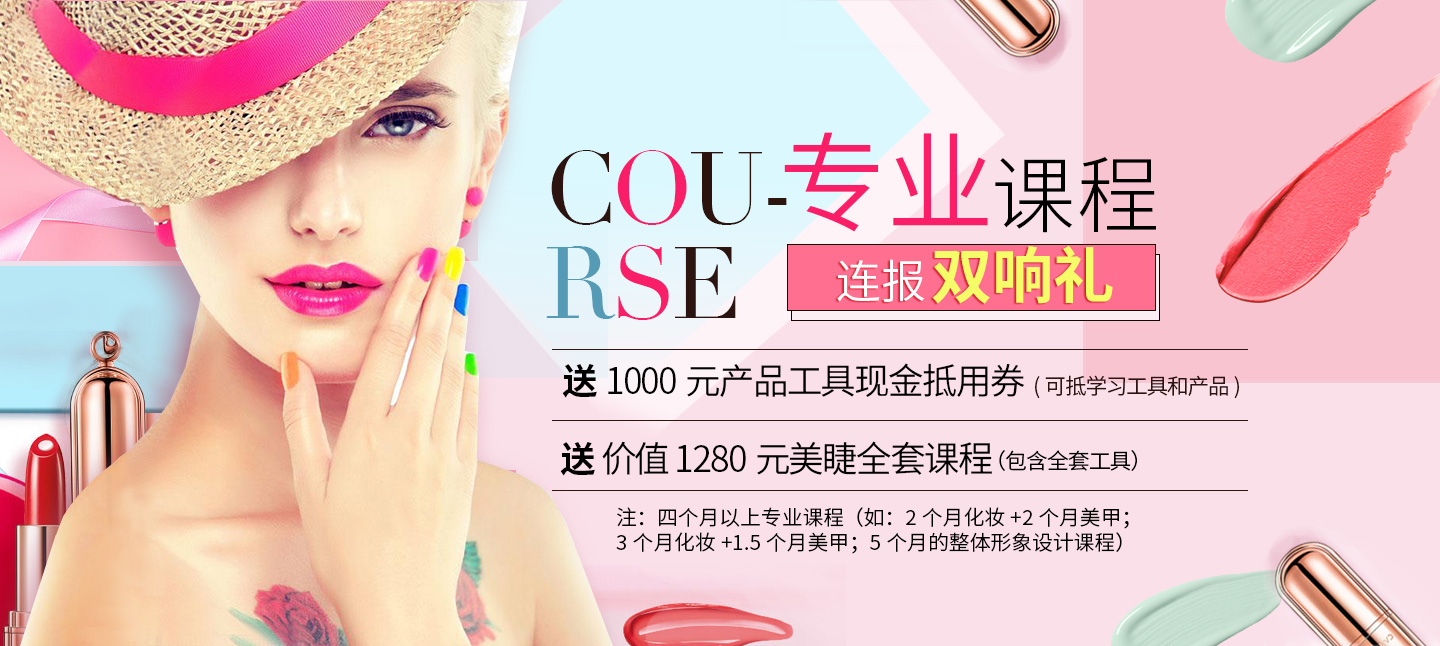 COU-专业课程
RSE 连报双响礼
送 1000 元产品工具现金抵用券 ( 可抵学习工具和产品 )
送 价值 1280 元美睫全套课程（包含全套工具）
注：四个月以上专业课程（如：2 个月化妆 +2 个月美甲；
3 个月化妆 +1.5 个月美甲；5 个月的整体形象设计课程）